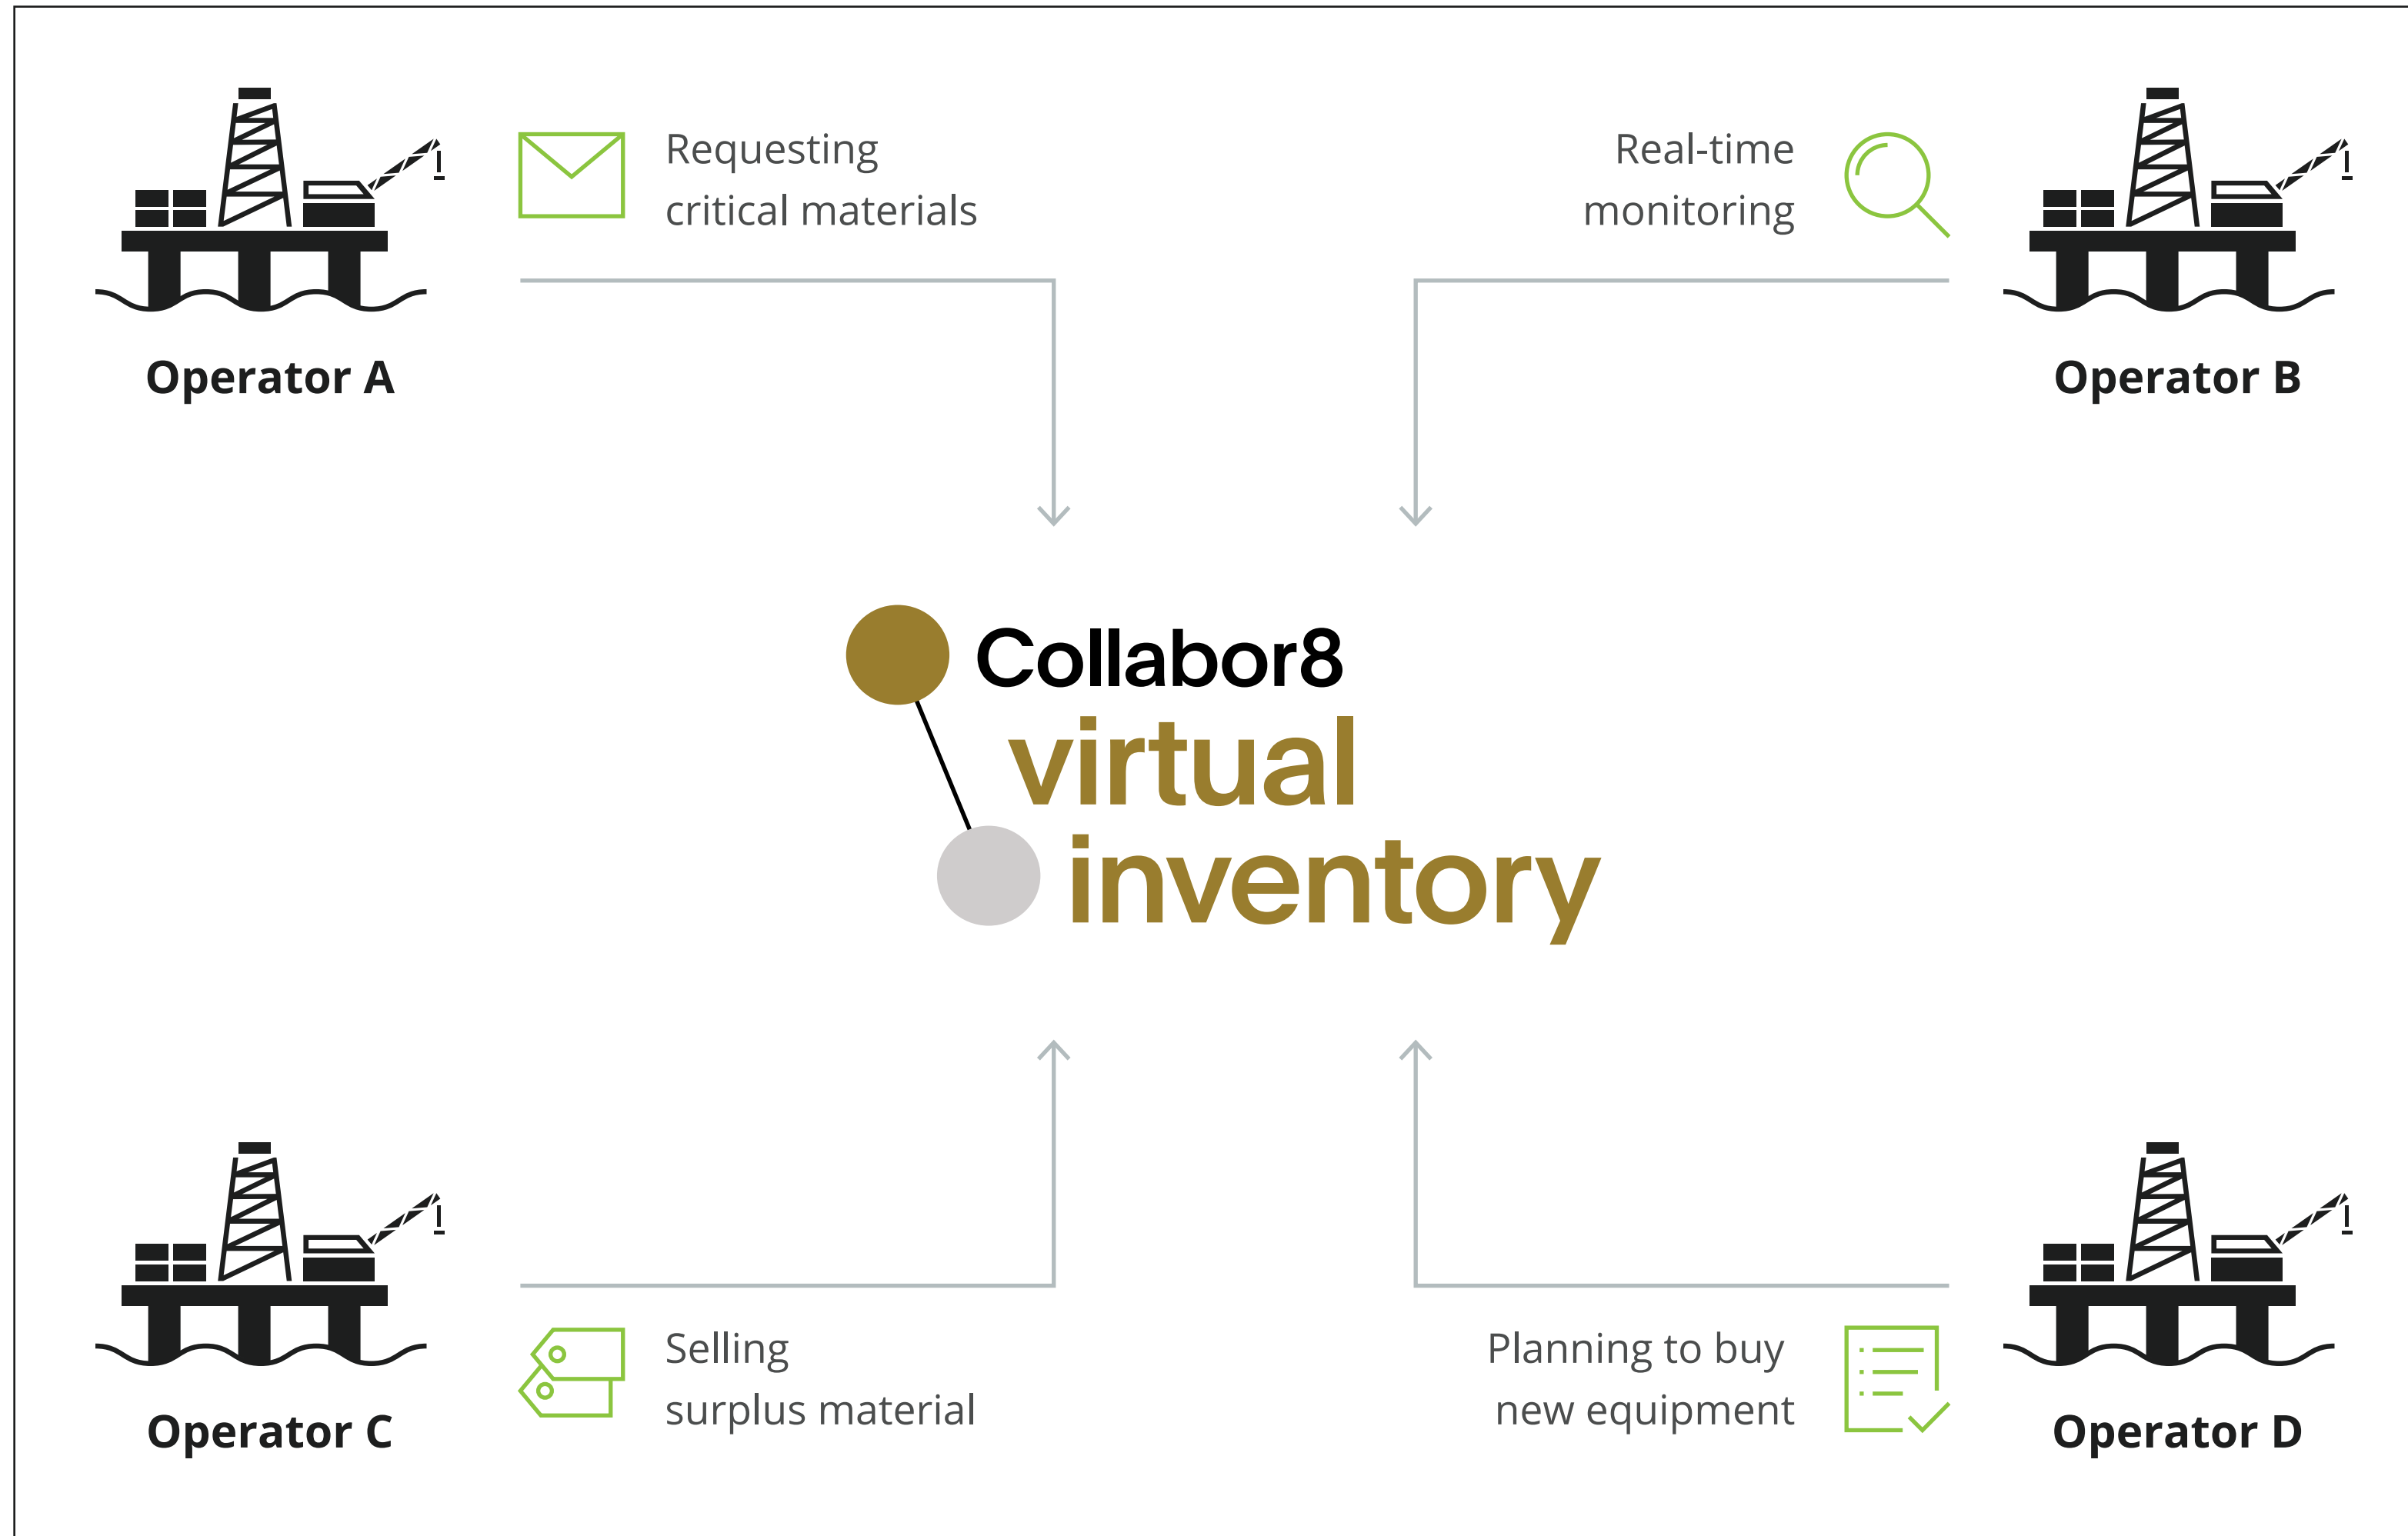 Requesting
critical materials
Operator A
Real-time
monitoring
Operator B
Collabor8
virtual
inventory
Selling
surplus material
Operator C
Planning to buy
new equipment
Operator D